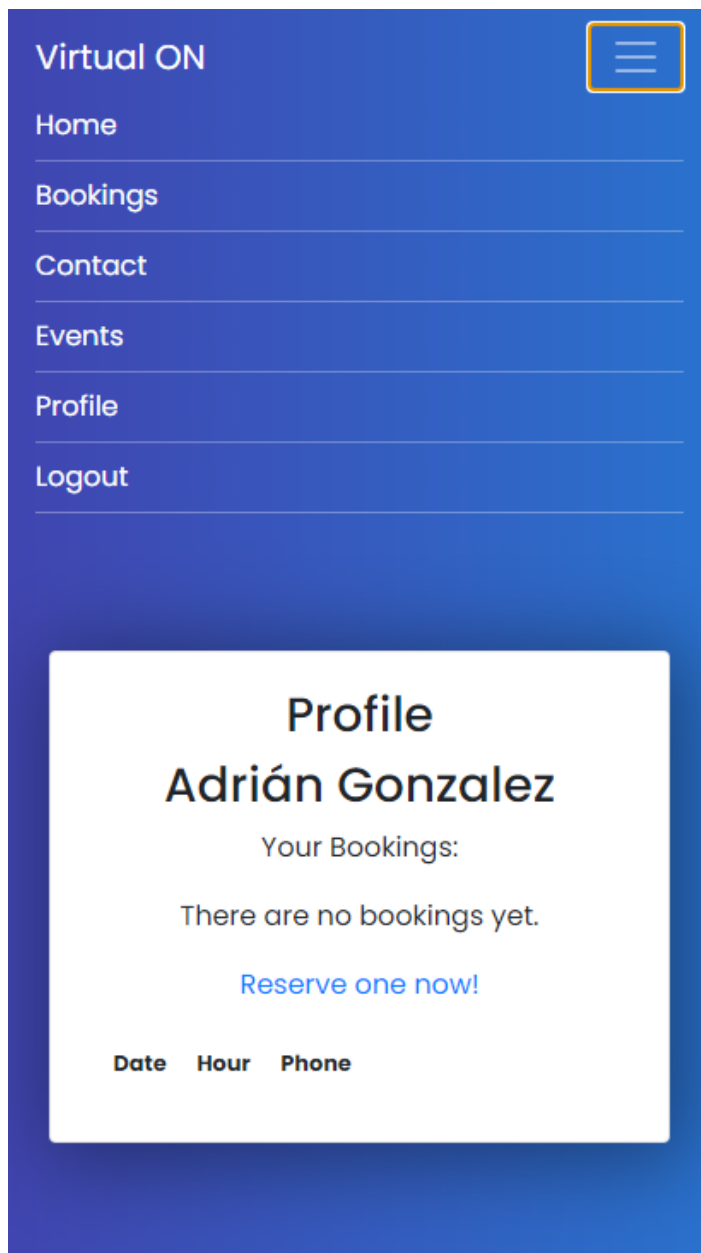 Virtual ON
Home
Bookings
Contact
Events
Profile
Logout
Profile
Adrián Gonzalez
Your Bookings:
There are no bookings yet.
Reserve one now!
Date Hour Phone